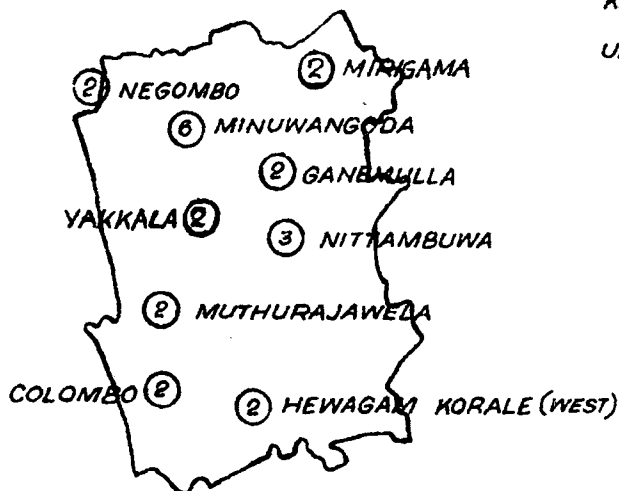 ② MIRIGAMA
② NEGOMBO
⑥ MINUWANGODA
② GANEMULLA
YAKKALA ②
③ NITTAMBUWA
② MUTHURAJAWELA
COLOMBO ②
② HEWAGAM KORALE (WEST)